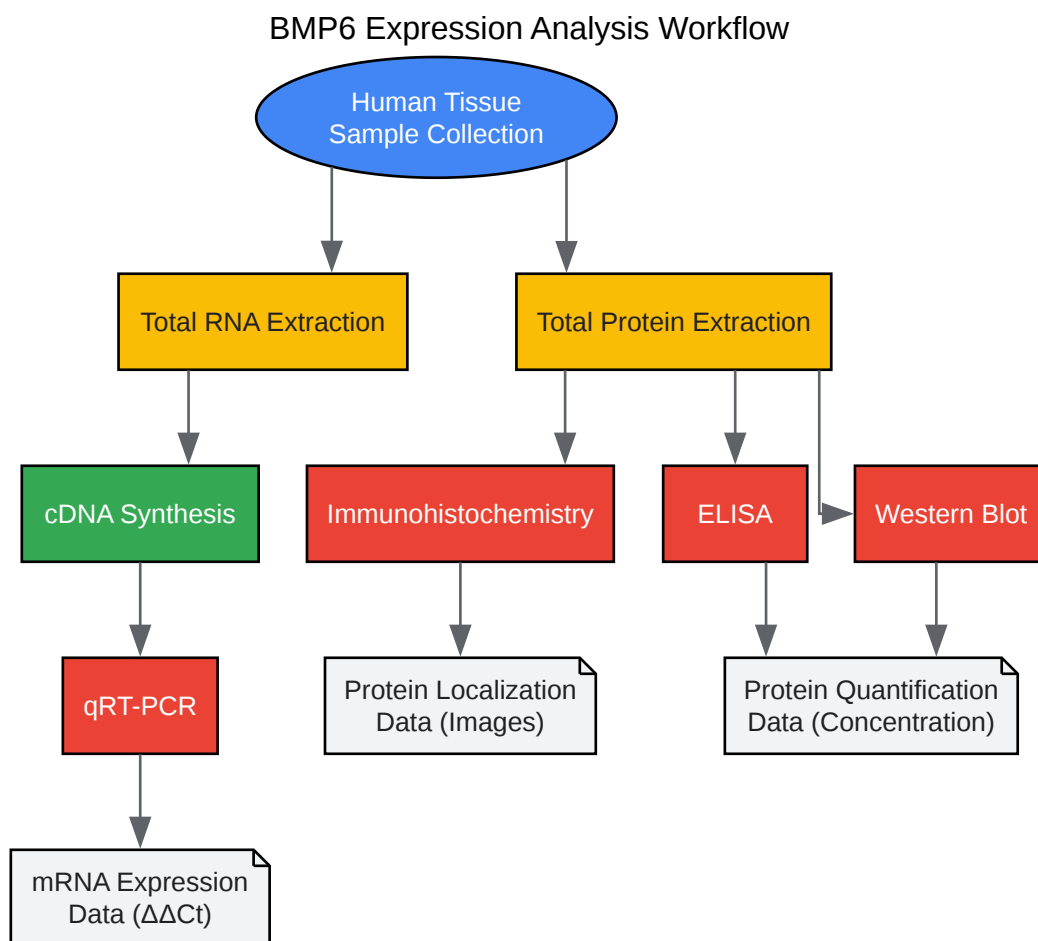 BMP6 Expression Analysis Workflow
Human Tissue
Sample Collection
Total RNA Extraction
Total Protein Extraction
cDNA Synthesis
Immunohistochemistry
ELISA
Western Blot
qRT-PCR
Protein Localization
Data (Images)
Protein Quantification
Data (Concentration)
mRNA Expression
Data (ΔΔCt)